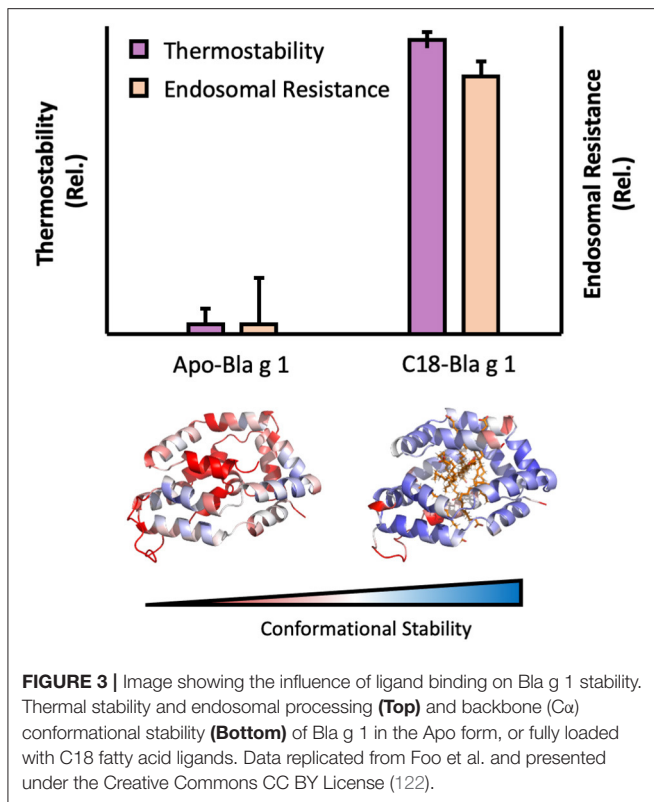 Thermostability
Endosomal Resistance
Thermostability
(Rel.)
Endosomal Resistance
(Rel.)
Apo-Bla g 1
C18-Bla g 1
Conformational Stability
FIGURE 3 | Image showing the influence of ligand binding on Bla g 1 stability.
Thermal stability and endosomal processing (Top) and backbone (Cα)
conformational stability (Bottom) of Bla g 1 in the Apo form, or fully loaded
with C18 fatty acid ligands. Data replicated from Foo et al. and presented
under the Creative Commons CC BY License (122).